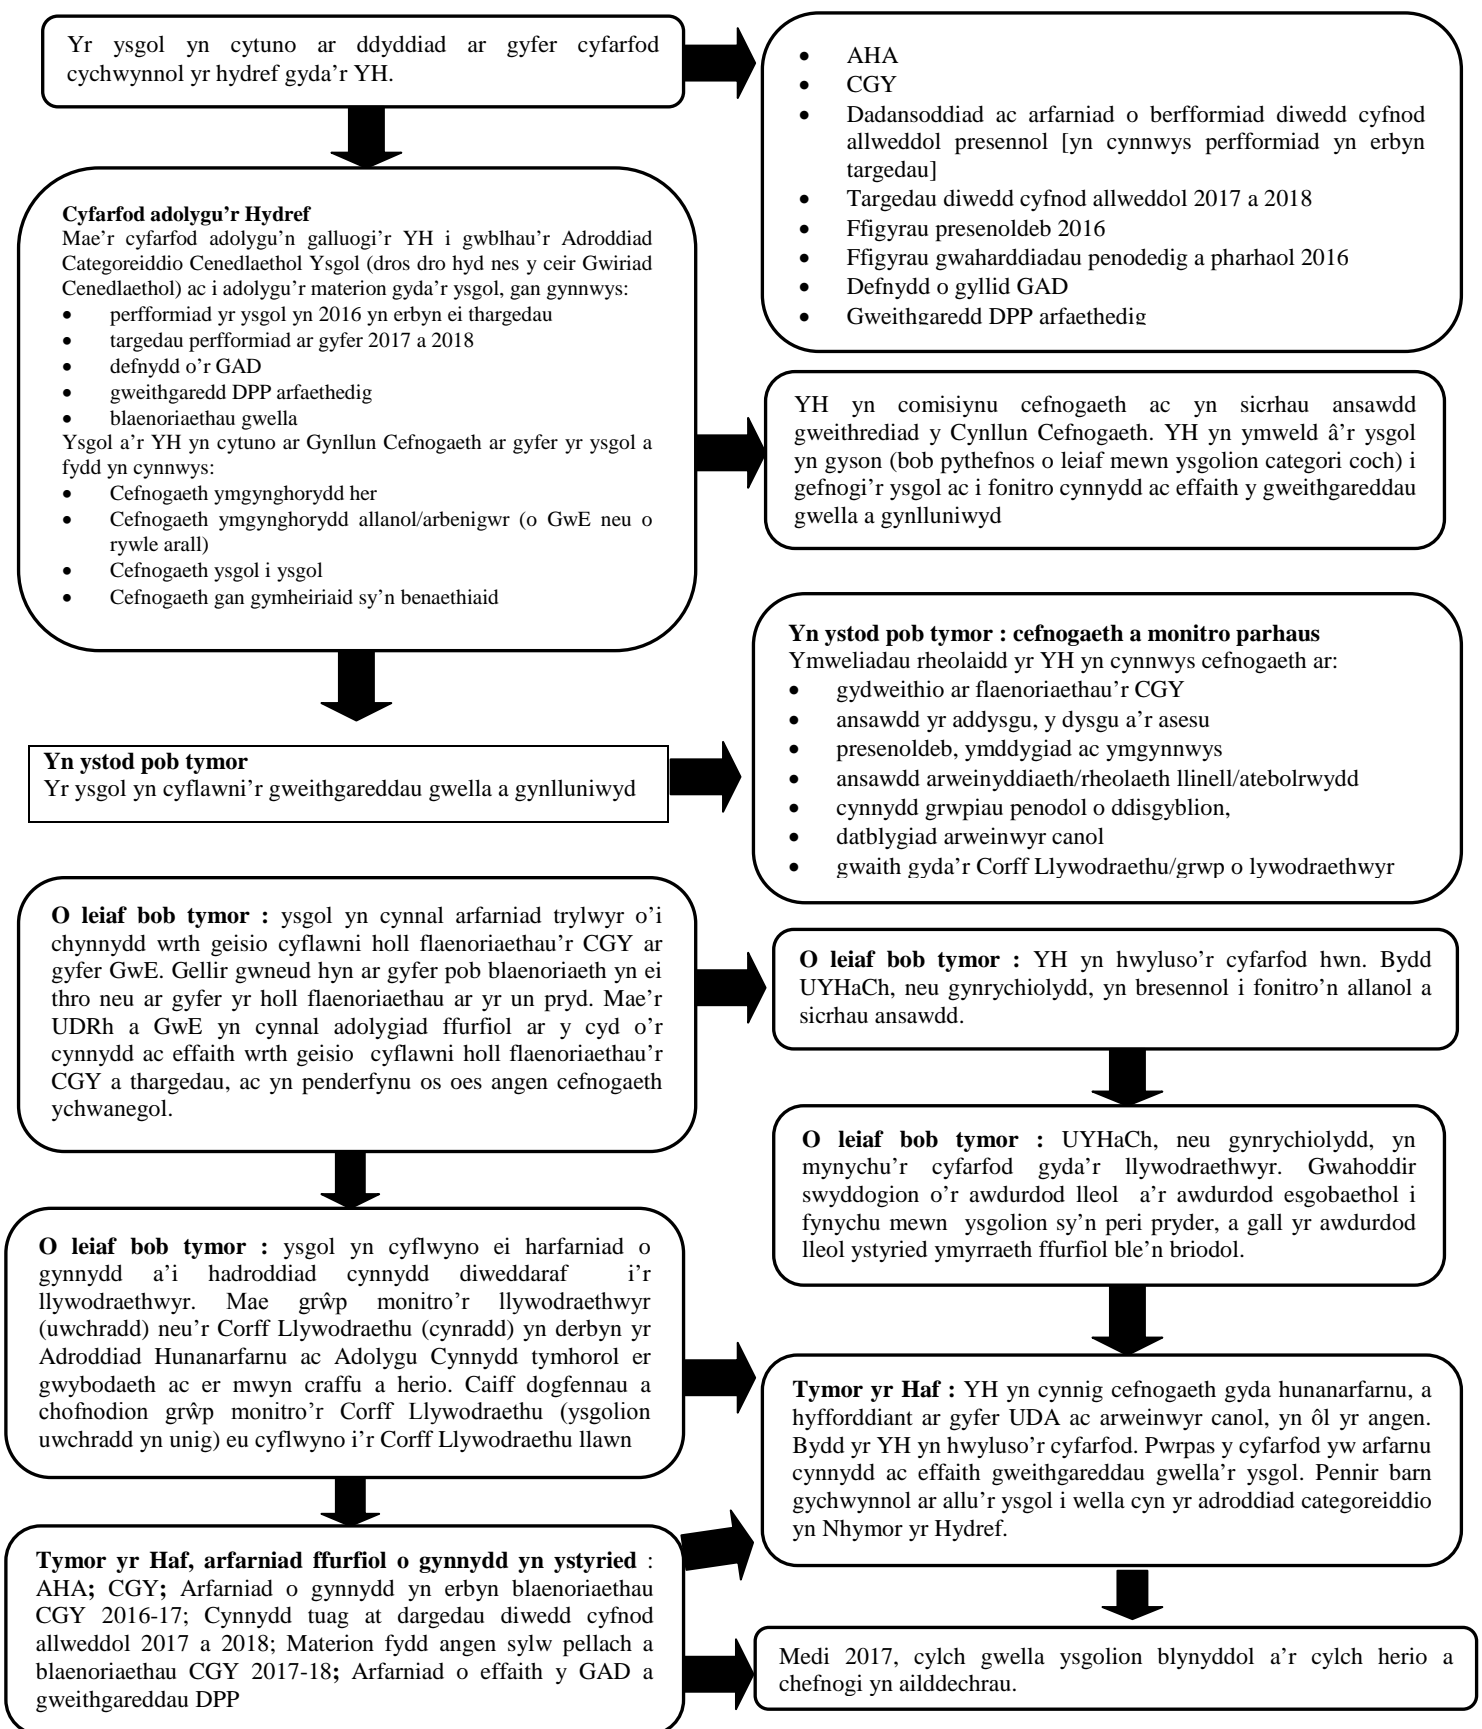 Yr ysgol yn cytuno ar ddyddiad ar gyfer cyfarfod
cychwynnol yr hydref gyda'r YH.
• AHA
• CGY
• Dadansoddiad ac arfarniad o berfformiad diwedd cyfnod
allweddol presennol [yn cynnwys perfformiad yn erbyn
targedau]
• Targedau diwedd cyfnod allweddol 2017 a 2018
• Ffigyrau presenoldeb 2016
• Ffigyrau gwaharddiadau penodedig a pharhaol 2016
• Defnydd o gyllid GAD
• Gweithgaredd DPP arfaethedig
Cyfarfod adolygu'r Hydref
Mae'r cyfarfod adolygu'n galluogi'r YH i gwblhau'r Adroddiad
Categoreiddio Cenedlaethol Ysgol (dros dro hyd nes y ceir Gwiriad
Cenedlaethol) ac i adolygu'r materion gyda'r ysgol, gan gynnwys:
• perfformiad yr ysgol yn 2016 yn erbyn ei thargedau
• targedau perfformiad ar gyfer 2017 a 2018
• defnydd o'r GAD
• gweithgaredd DPP arfaethedig
• blaenoriaethau gwella
Ysgol a'r YH yn cytuno ar Gynllun Cefnogaeth ar gyfer yr ysgol a
fydd yn cynnwys:
• Cefnogaeth ymgynghorydd her
• Cefnogaeth ymgynghorydd allanol/arbenigwr (o GwE neu o
rywle arall)
• Cefnogaeth ysgol i ysgol
• Cefnogaeth gan gymheiriaid sy'n benaethiaid
YH yn comisiynu cefnogaeth ac yn sicrhau ansawdd
gweithrediad y Cynllun Cefnogaeth. YH yn ymweld â'r ysgol
yn gyson (bob pythefnos o leiaf mewn ysgolion categori coch) i
gefnogi'r ysgol ac i fonitro cynnydd ac effaith y gweithgareddau
gwella a gynlluniwyd
Yn ystod pob tymor
Yr ysgol yn cyflawni'r gweithgareddau gwella a gynlluniwyd
Yn ystod pob tymor : cefnogaeth a monitro parhaus
Ymweliadau rheolaidd yr YH yn cynnwys cefnogaeth ar:
• gydweithio ar flaenoriaethau'r CGY
• ansawdd yr addysgu, y dysgu a'r asesu
• presenoldeb, ymddygiad ac ymgynnwys
• ansawdd arweinyddiaeth/rheolaeth llinell/atebolrwydd
• cynnydd grwpiau penodol o ddisgyblion,
• datblygiad arweinwyr canol
• gwaith gyda'r Corff Llywodraethu/grwp o lywodraethwyr
O leiaf bob tymor : ysgol yn cynnal arfarniad trylwyr o'i
chynnydd wrth geisio cyflawni holl flaenoriaethau'r CGY ar
gyfer GwE. Gellir gwneud hyn ar gyfer pob blaenoriaeth yn ei
thro neu ar gyfer yr holl flaenoriaethau ar yr un pryd. Mae'r
UDRh a GwE yn cynnal adolygiad ffurfiol ar y cyd o'r
cynnydd ac effaith wrth geisio cyflawni holl flaenoriaethau'r
CGY a thargedau, ac yn penderfynu os oes angen cefnogaeth
ychwanegol.
O leiaf bob tymor : YH yn hwyluso'r cyfarfod hwn. Bydd
UYHaCh, neu gynrychiolydd, yn bresennol i fonitro'n allanol a
sicrhau ansawdd.
O leiaf bob tymor : UYHaCh, neu gynrychiolydd, yn
mynychu'r cyfarfod gyda'r llywodraethwyr. Gwahoddir
swyddogion o'r awdurdod lleol a'r awdurdod esgobaethol i
fynychu mewn ysgolion sy'n peri pryder, a gall yr awdurdod
lleol ystyried ymyrraeth ffurfiol ble'n briodol.
O leiaf bob tymor : ysgol yn cyflwyno ei harfarniad o
gynnydd a'i hadroddiad cynnydd diweddaraf i'r
llywodraethwyr. Mae grŵp monitro'r llywodraethwyr
(uwchradd) neu'r Corff Llywodraethu (cynradd) yn derbyn yr
Adroddiad Hunanarfarnu ac Adolygu Cynnydd tymhorol er
gwybodaeth ac er mwyn craffu a herio. Caiff dogfennau a
chofnodion grŵp monitro'r Corff Llywodraethu (ysgolion
uwchradd yn unig) eu cyflwyno i'r Corff Llywodraethu llawn
Tymor yr Haf : YH yn cynnig cefnogaeth gyda hunanarfarnu, a
hyfforddiant ar gyfer UDA ac arweinwyr canol, yn ôl yr angen.
Bydd yr YH yn hwyluso'r cyfarfod. Pwrpas y cyfarfod yw arfarnu
cynnydd ac effaith gweithgareddau gwella'r ysgol. Pennir barn
gychwynnol ar allu'r ysgol i wella cyn yr adroddiad categoreiddio
yn Nhymor yr Hydref.
Tymor yr Haf, arfarniad ffurfiol o gynnydd yn ystyried :
AHA; CGY; Arfarniad o gynnydd yn erbyn blaenoriaethau
CGY 2016-17; Cynnydd tuag at dargedau diwedd cyfnod
allweddol 2017 a 2018; Materion fydd angen sylw pellach a
blaenoriaethau CGY 2017-18; Arfarniad o effaith y GAD a
gweithgareddau DPP
Medi 2017, cylch gwella ysgolion blynyddol a'r cylch herio a
chefnogi yn ailddechrau.